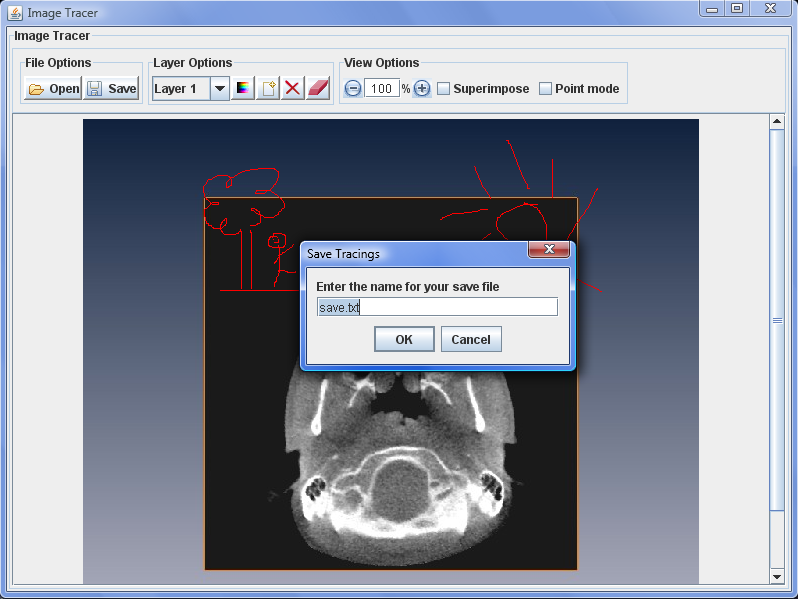 Image Tracer
Image Tracer
File Options
Layer Options
View Options
Open
Save
Layer 1
100 %
Superimpose
Point mode
Save Tracings
Enter the name for your save file
save.txt
OK
Cancel